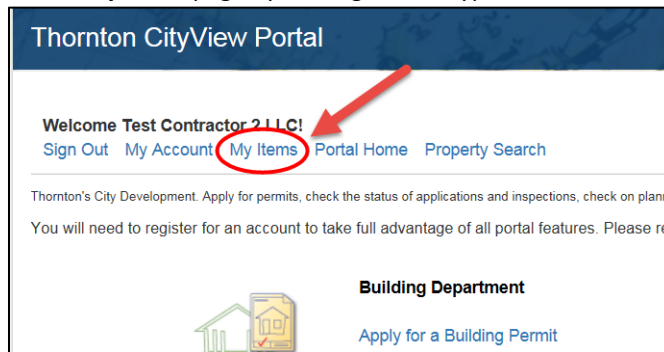 Thornton CityView Portal
Welcome Test Contractor 2 LLC!
Sign Out My Account My Items Portal Home Property Search
Thornton's City Development. Apply for permits, check the status of applications and inspections, check on
You will need to register for an account to take full advantage of all portal features. Please
Building Department
Apply for a Building Permit